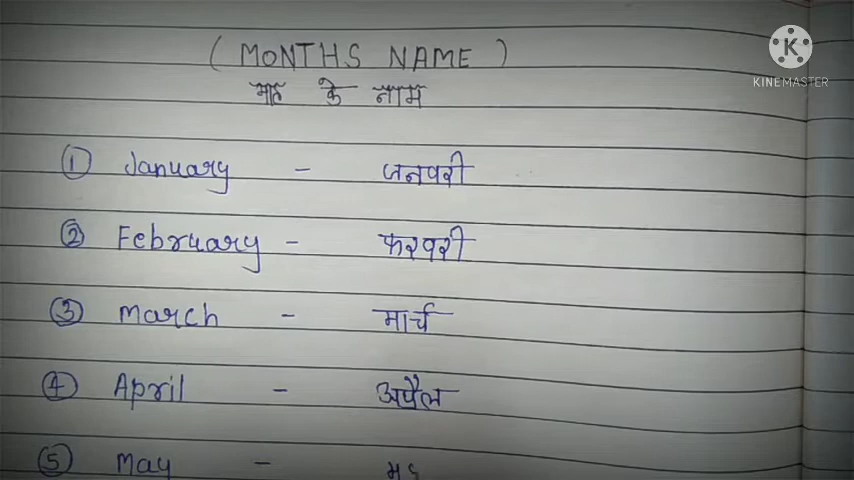 ( MONTHS NAME )
माह के नाम
K
KINEMASTER
① January - जनवरी
② February - फरवरी
③ March - मार्च
④ April - अप्रैल
⑤ May -